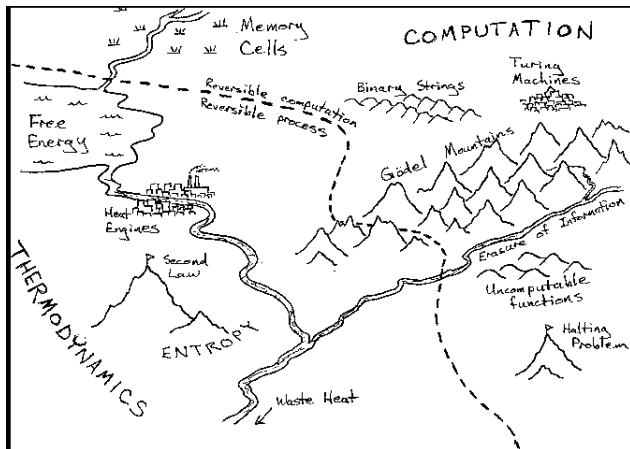 Memory
Cells
COMPUTATION
Turing
Machines
Reversible computation
Reversible process
Binary Strings
Free
Energy
Gödel Mountains
Heat
Engines
Erasure of Information
Second
Law
Uncomputable
functions
THERMODYNAMICS
ENTROPY
Halting
Problem
Waste Heat